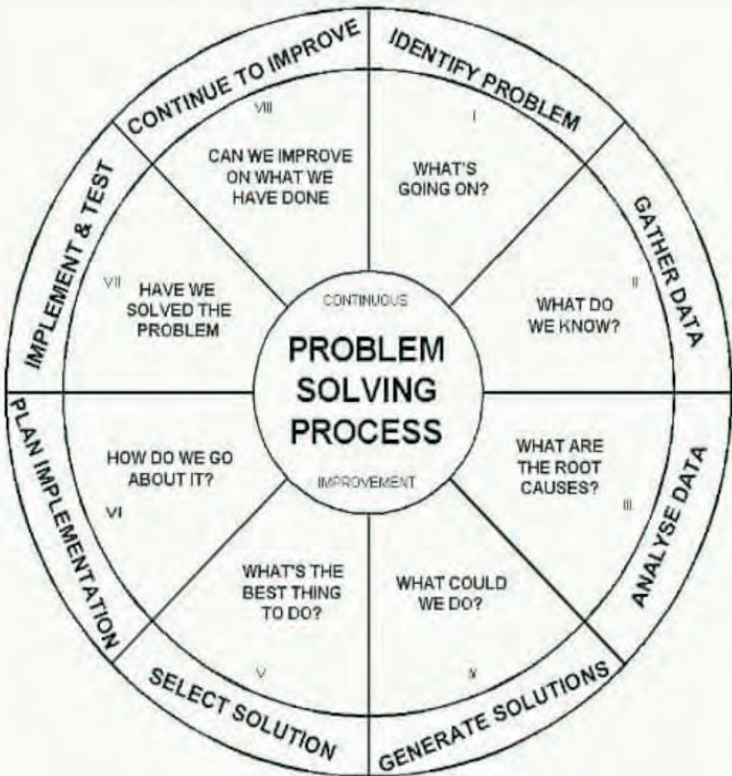 CONTINUOUS
PROBLEM
SOLVING
PROCESS
IMPROVEMENT
IDENTIFY PROBLEM
I
WHAT'S
GOING ON?
GATHER DATA
II
WHAT DO
WE KNOW?
ANALYSE DATA
III
WHAT ARE
THE ROOT
CAUSES?
GENERATE SOLUTIONS
IV
WHAT COULD
WE DO?
SELECT SOLUTION
V
WHAT'S THE
BEST THING
TO DO?
PLAN IMPLEMENTATION
VI
HOW DO WE GO
ABOUT IT?
IMPLEMENT & TEST
VII
HAVE WE
SOLVED THE
PROBLEM
CONTINUE TO IMPROVE
VIII
CAN WE IMPROVE
ON WHAT WE
HAVE DONE